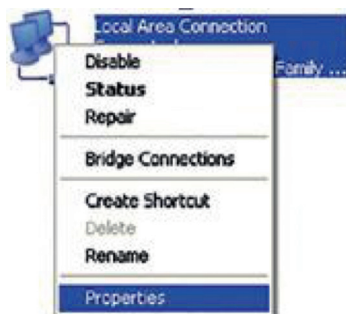 Local Area Connection
Family ...
Disable
Status
Repair
Bridge Connections
Create Shortcut
Delete
Rename
Properties